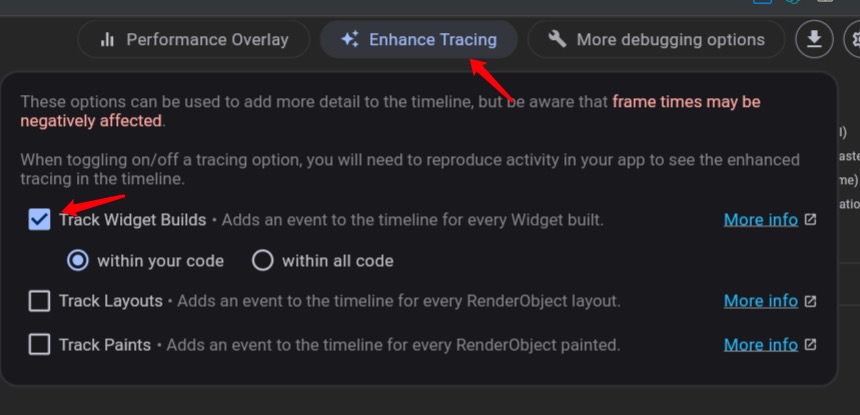 Performance Overlay
Enhance Tracing
More debugging options
These options can be used to add more detail to the timeline, but be aware that frame times may be
negatively affected.
When toggling on/off a tracing option, you will need to reproduce activity in your app to see the enhanced
tracing in the timeline.
Track Widget Builds • Adds an event to the timeline for every Widget built. More info
within your code within all code
Track Layouts • Adds an event to the timeline for every RenderObject layout. More info
Track Paints • Adds an event to the timeline for every RenderObject painted. More info